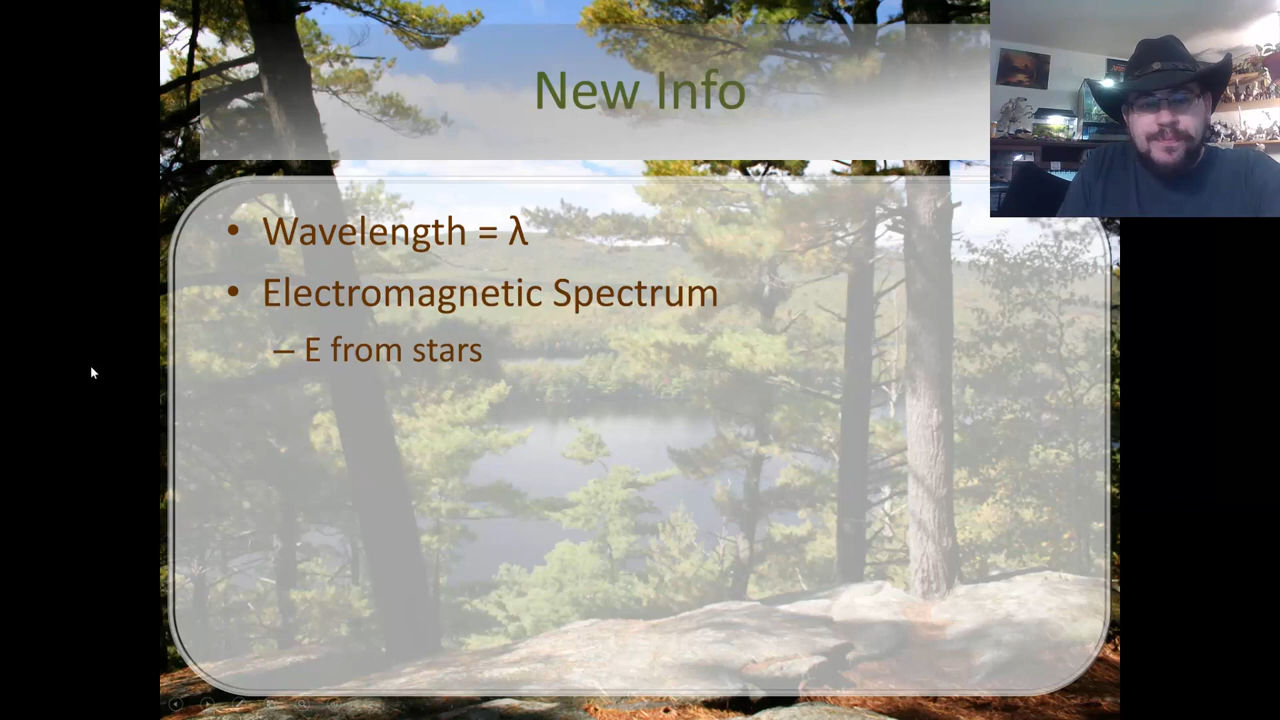 New Info
• Wavelength = λ
• Electromagnetic Spectrum
– E from stars